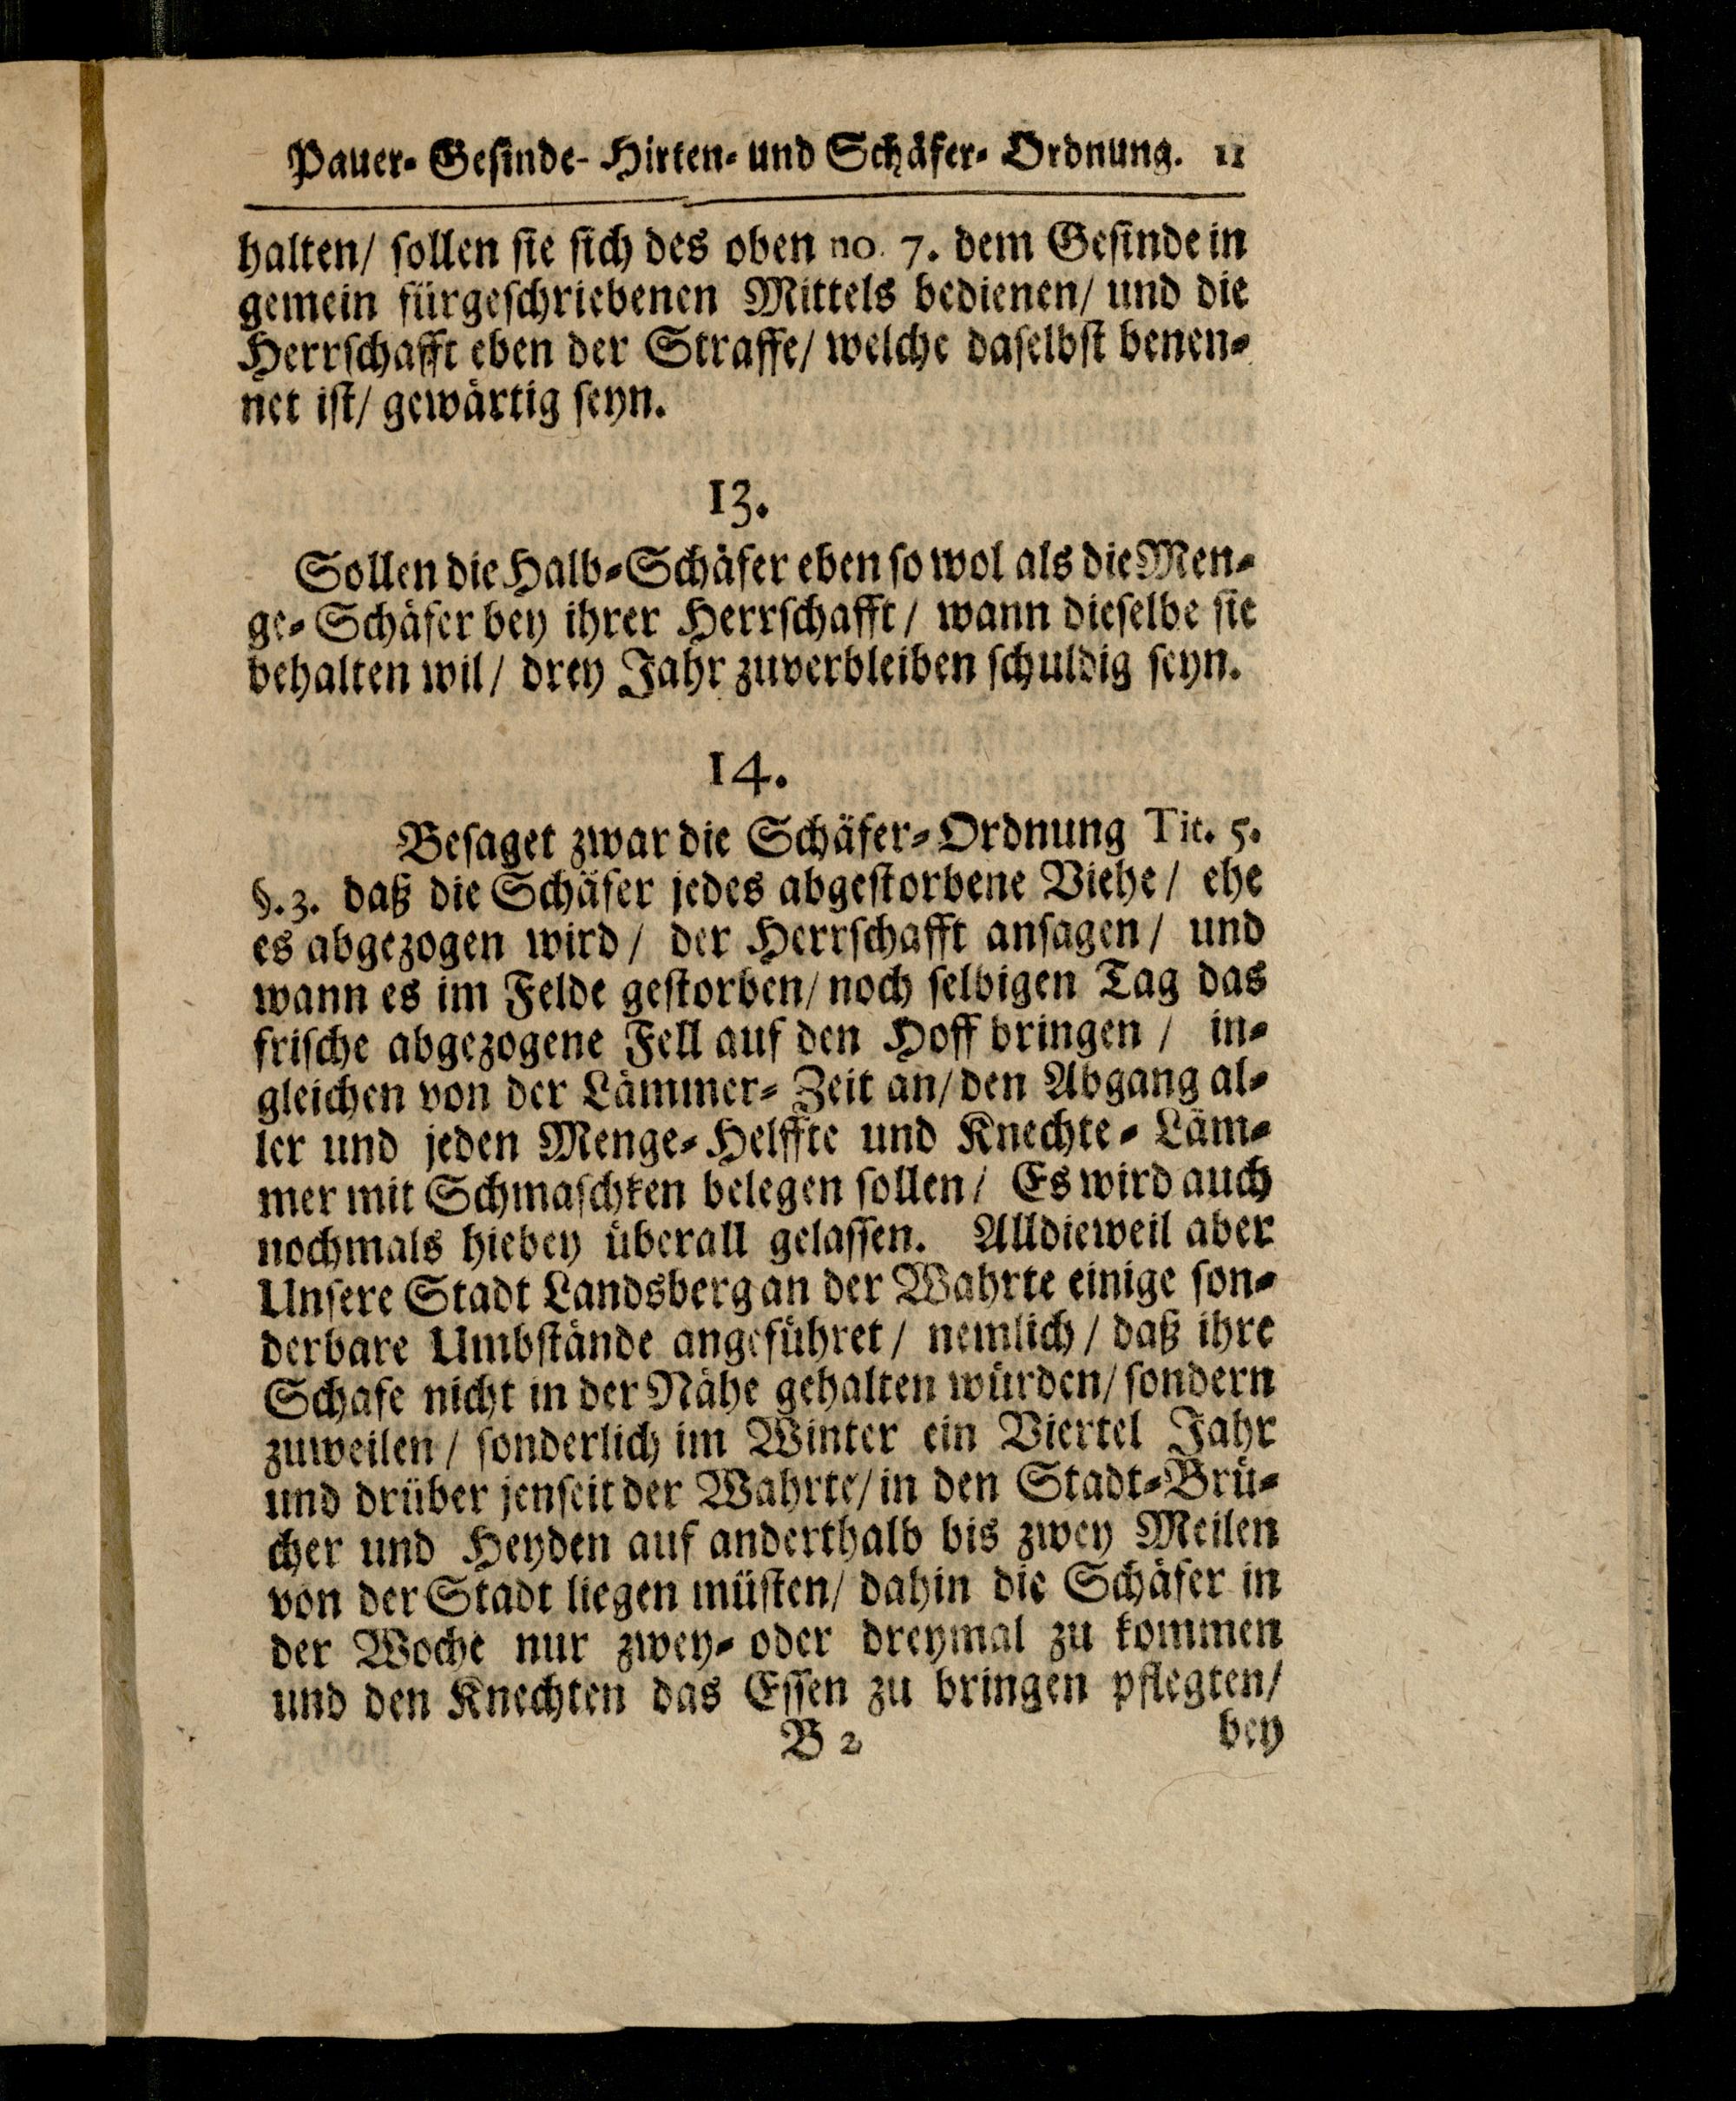 Pauer-Gesinde-Hirten-und Schäfer-Ordnung. 11
halten/ sollen sie sich des oben no. 7. dem Gesinde in
gemein fürgeschriebenen Mittels bedienen/ und die
Herrschafft eben der Straffe/ welche daselbst benen-
net ist/ gewärtig seyn.
13.
Sollen die Halb-Schäfer eben so wol als die Men-
ge-Schäfer bey ihrer Herrschafft/ wann dieselbe sie
behalten wil/ drey Jahr zuverbleiben schuldig seyn.
14.
Besaget zwar die Schäfer-Ordnung Tit. 5.
§. 3. daß die Schäfer jedes abgestorbene Viehe/ ehe
es abgezogen wird/ der Herrschafft ansagen/ und
wann es im Felde gestorben/ noch selbigen Tag das
frische abgezogene Fell auf den Hoff bringen/ in-
gleichen von der Lämmer-Zeit an/ den Abgang al-
ler und jeden Menge-Helffte und Knechte-Läm-
mer mit Schmaschken belegen sollen/ Es wird auch
nochmals hiebey überall gelassen. Alldieweil aber
Unsere Stadt Landsberg an der Wahrte einige son-
derbare Umbstände angeführet/ nemlich/ daß ihre
Schafe nicht in der Nähe gehalten würden/ sondern
zuweilen/ sonderlich im Winter ein Viertel Jahr
und drüber jenseit der Wahrte/ in den Stadt-Brü-
cher und Heyden auf anderthalb bis zwey Meilen
von der Stadt liegen müsten/ dahin die Schäfer in
der Woche nur zwey- oder dreymal zu kommen
und den Knechten das Essen zu bringen pflegten/
B 2 bey